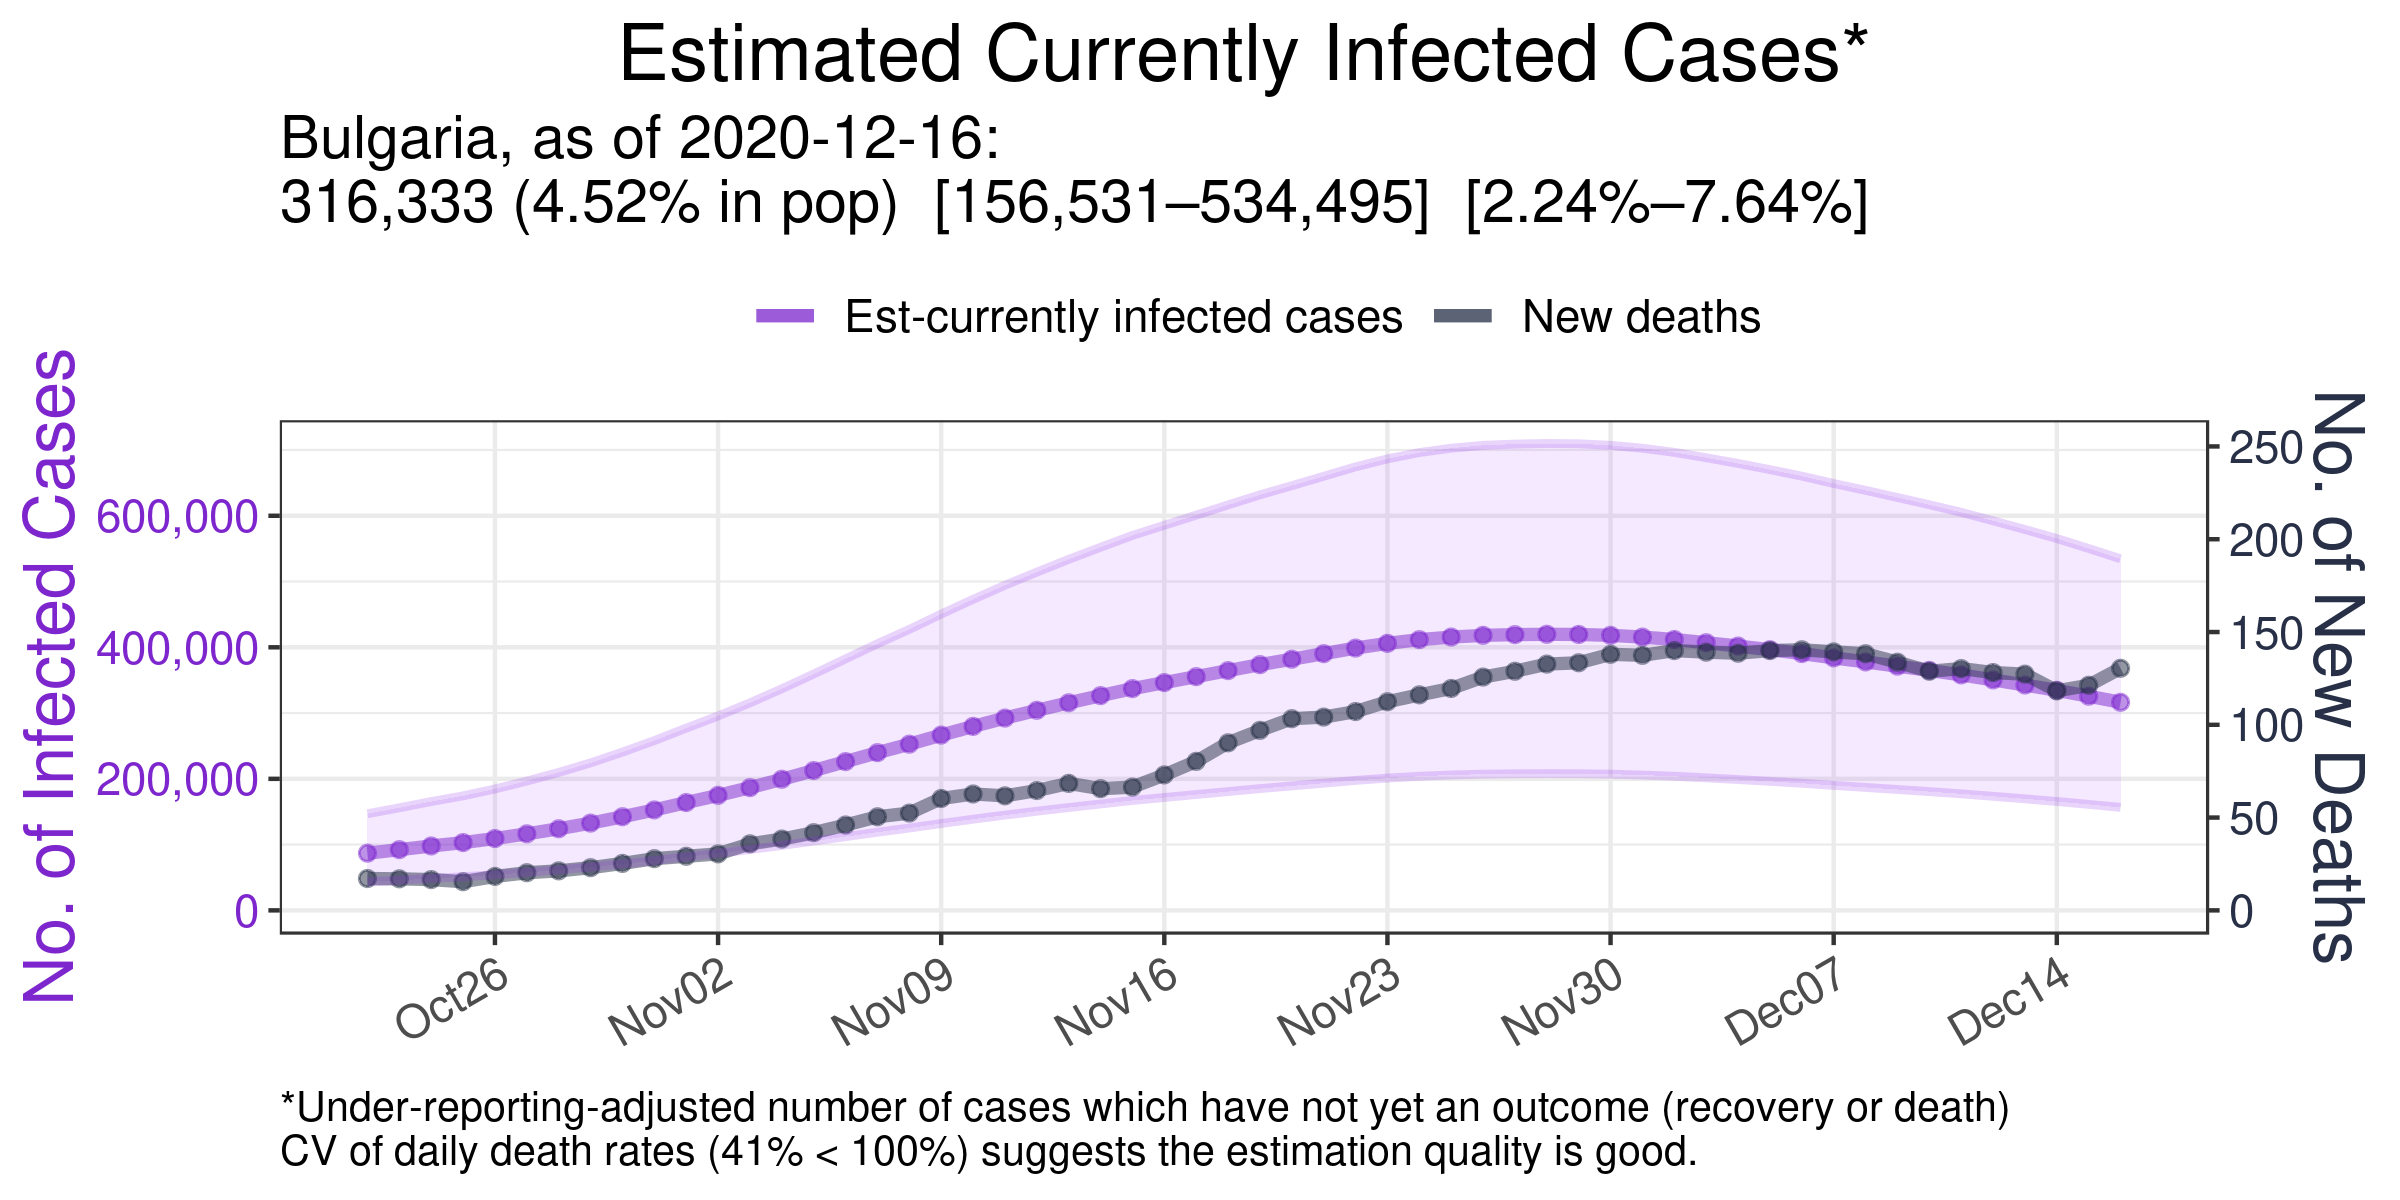 Estimated Currently Infected Cases*
Bulgaria, as of 2020-12-16:
316,333 (4.52% in pop) [156,531–534,495] [2.24%–7.64%]
Est-currently infected cases
New deaths
No. of Infected Cases
600,000
400,000
200,000
0
250
200
150
100
50
0
No. of New Deaths
Oct26
Nov02
Nov09
Nov16
Nov23
Nov30
Dec07
Dec14
*Under-reporting-adjusted number of cases which have not yet an outcome (recovery or death)
CV of daily death rates (41% < 100%) suggests the estimation quality is good.